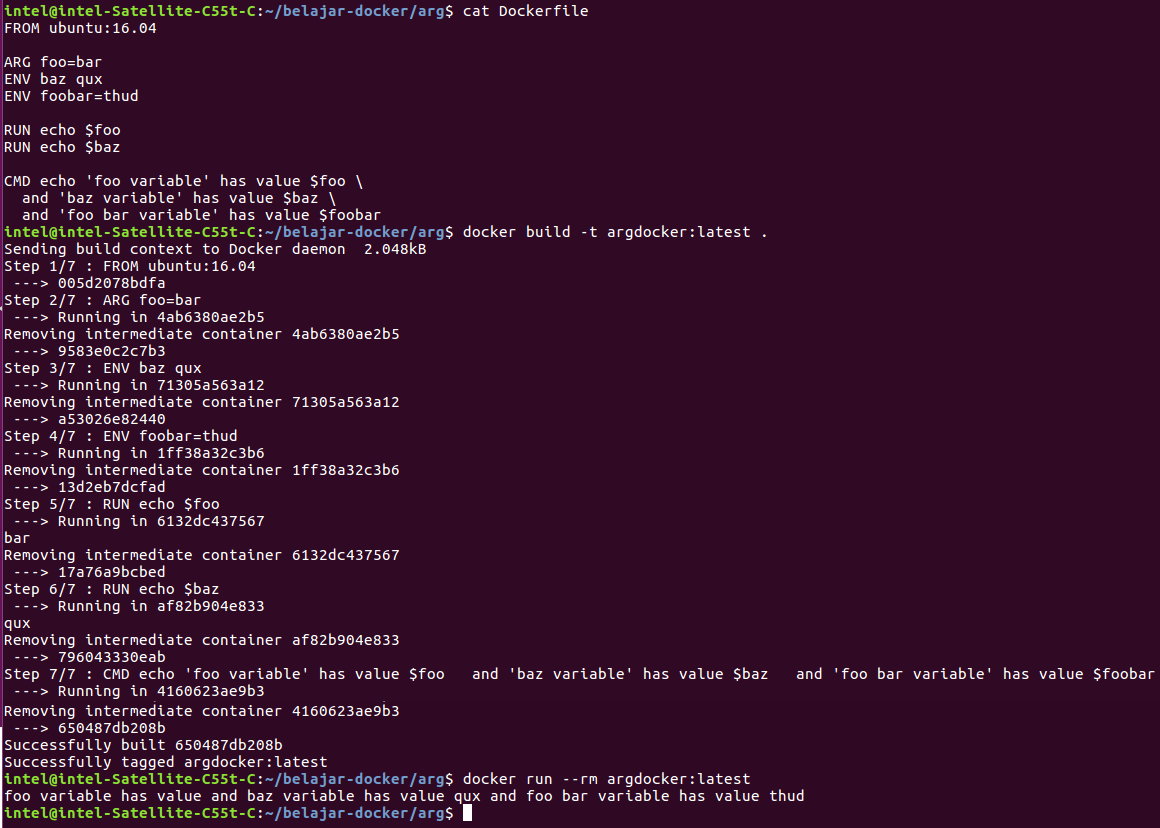 intel@intel-Satellite-C55t-C:~/belajar-docker/arg$ cat Dockerfile
FROM ubuntu:16.04
ARG foo=bar
ENV baz qux
ENV foobar=thud
RUN echo $foo
RUN echo $baz
CMD echo 'foo variable' has value $foo \
  and 'baz variable' has value $baz \
  and 'foo bar variable' has value $foobar
intel@intel-Satellite-C55t-C:~/belajar-docker/arg$ docker build -t argdocker:latest .
Sending build context to Docker daemon  2.048kB
Step 1/7 : FROM ubuntu:16.04
 ---> 005d2078bdfa
Step 2/7 : ARG foo=bar
 ---> Running in 4ab6380ae2b5
Removing intermediate container 4ab6380ae2b5
 ---> 9583e0c2c7b3
Step 3/7 : ENV baz qux
 ---> Running in 71305a563a12
Removing intermediate container 71305a563a12
 ---> a53026e82440
Step 4/7 : ENV foobar=thud
 ---> Running in 1ff38a32c3b6
Removing intermediate container 1ff38a32c3b6
 ---> 13d2eb7dcfad
Step 5/7 : RUN echo $foo
 ---> Running in 6132dc437567
bar
Removing intermediate container 6132dc437567
 ---> 17a76a9bcbed
Step 6/7 : RUN echo $baz
 ---> Running in af82b904e833
qux
Removing intermediate container af82b904e833
 ---> 796043330eab
Step 7/7 : CMD echo 'foo variable' has value $foo   and 'baz variable' has value $baz   and 'foo bar variable' has value $foobar
 ---> Running in 4160623ae9b3
Removing intermediate container 4160623ae9b3
 ---> 650487db208b
Successfully built 650487db208b
Successfully tagged argdocker:latest
intel@intel-Satellite-C55t-C:~/belajar-docker/arg$ docker run --rm argdocker:latest
foo variable has value and baz variable has value qux and foo bar variable has value thud
intel@intel-Satellite-C55t-C:~/belajar-docker/arg$